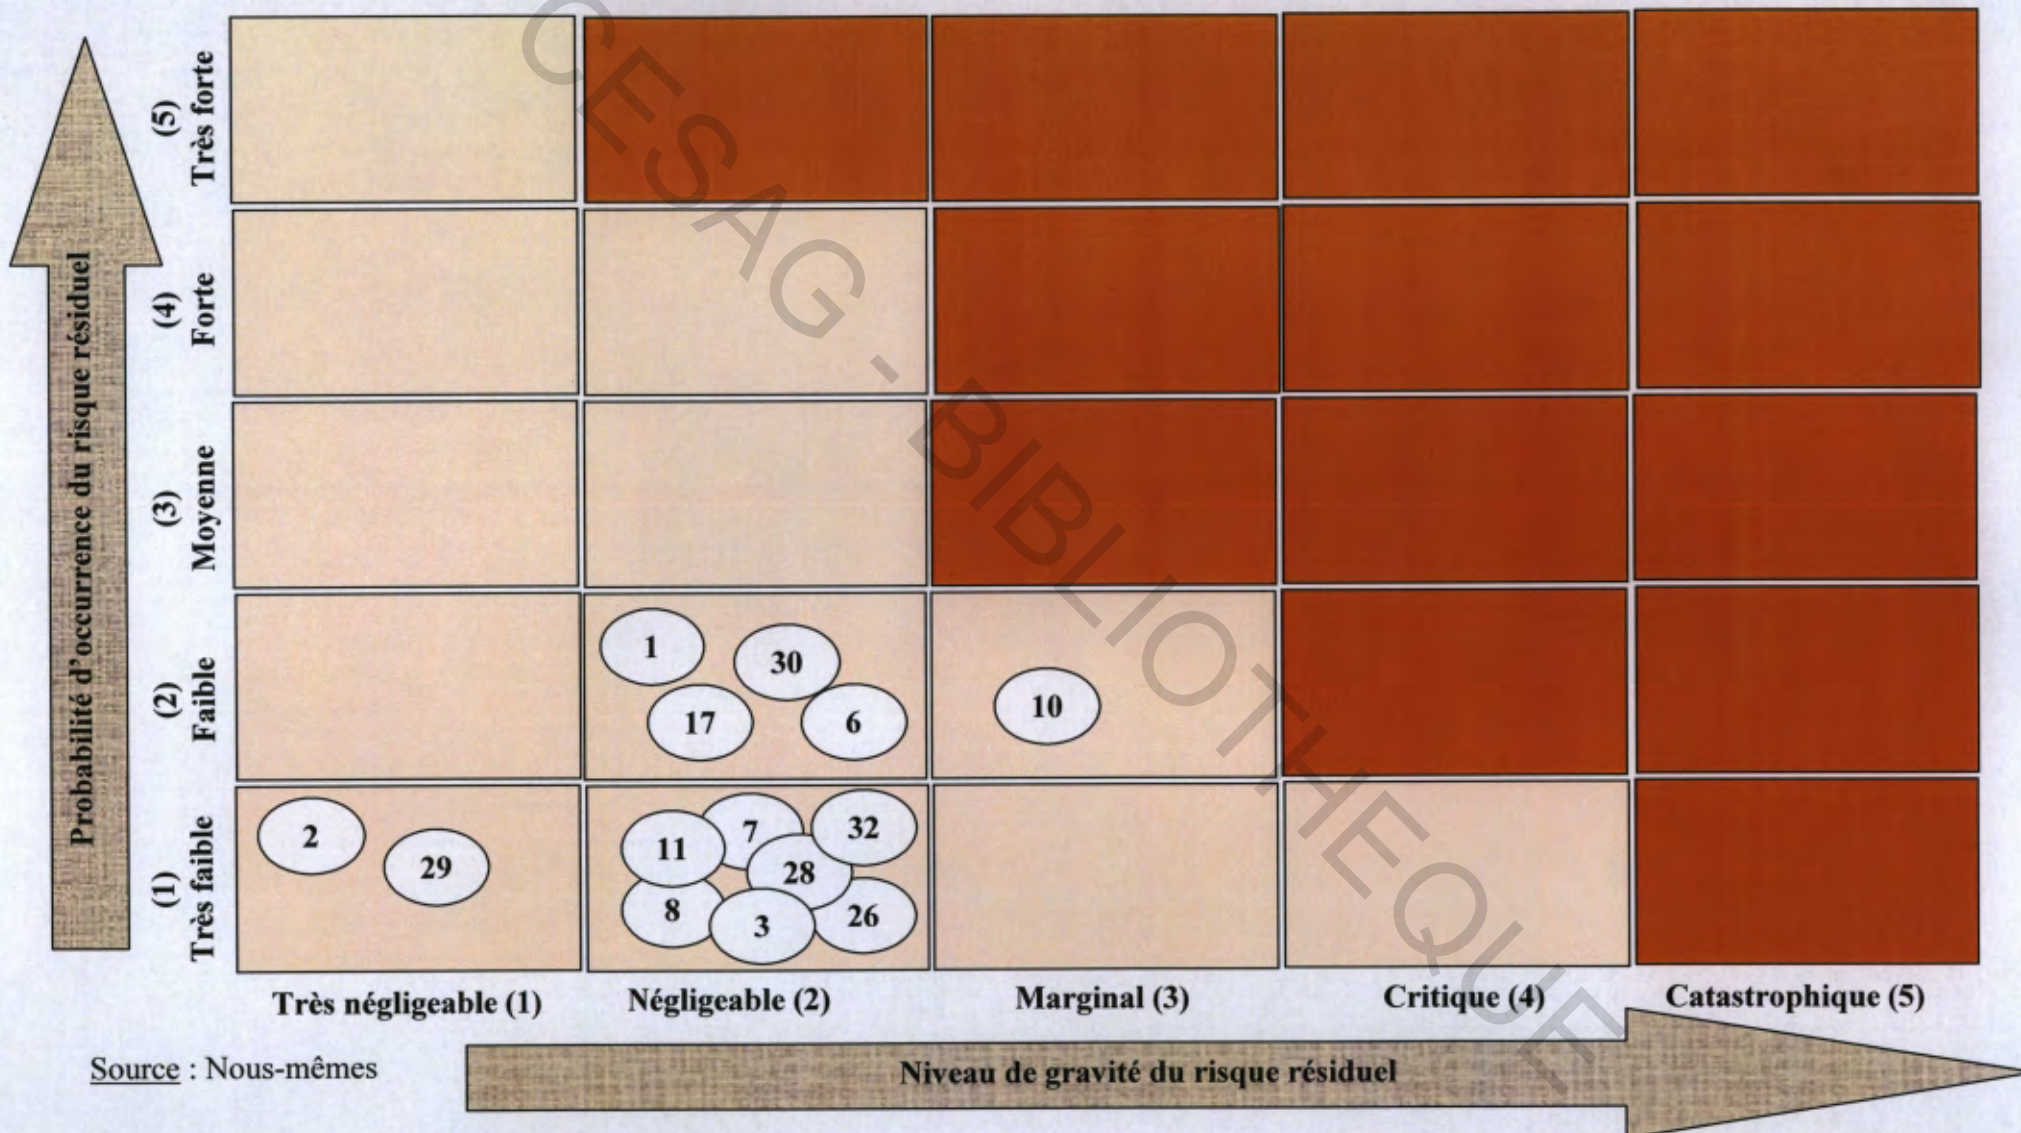 (5)
Très forte
(4)
Forte
(3)
Moyenne
(2)
Faible
(1)
Très faible
Probabilité d'occurrence du risque résiduel
1
30
17
6
10
2
29
11
7
32
28
8
3
26
Très négligeable (1)
Négligeable (2)
Marginal (3)
Critique (4)
Catastrophique (5)
Source : Nous-mêmes
Niveau de gravité du risque résiduel
CESAG - BIBLIOTHEQUE